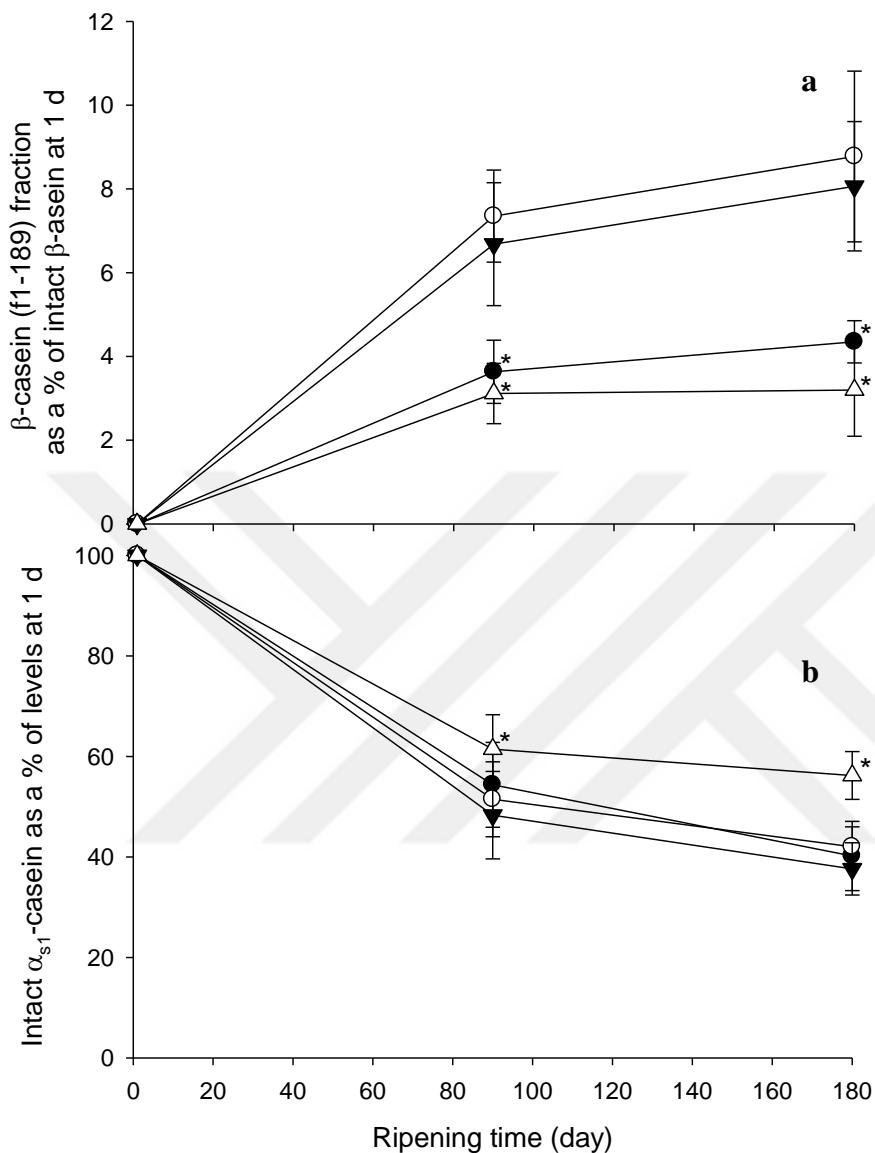 β-casein (f1-189) fraction
as a % of intact β-asein at 1 d
12
10
8
6
4
2
0
a
*
*
*
*
Intact αs1-casein as a % of levels at 1 d
100
80
60
40
20
0
b
*
*
0 20 40 60 80 100 120 140 160 180
Ripening time (day)